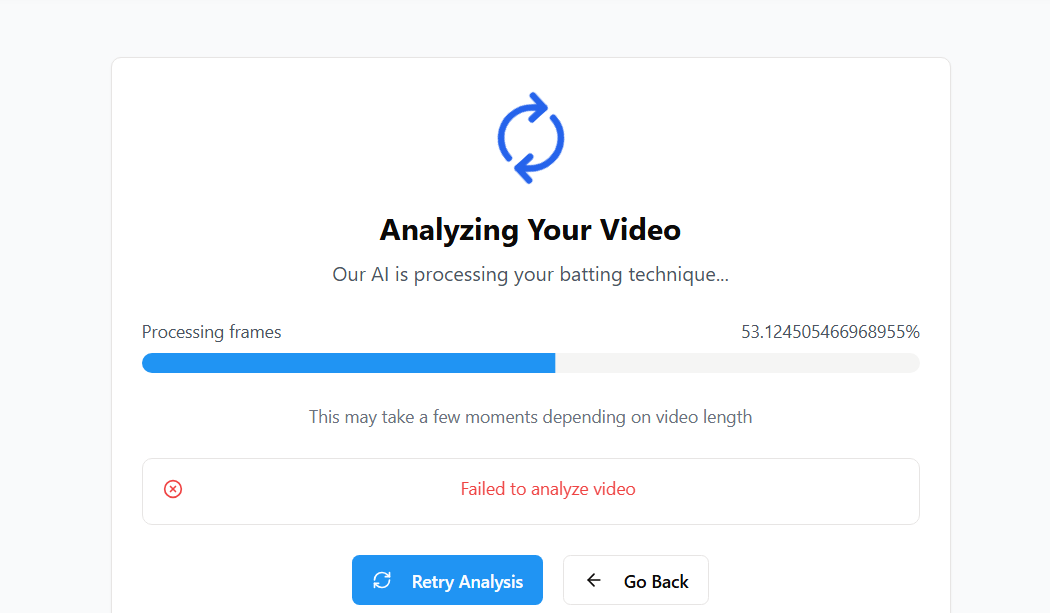 Analyzing Your Video
Our AI is processing your batting technique...
Processing frames 53.124505466968955%
This may take a few moments depending on video length
Failed to analyze video
Retry Analysis Go Back